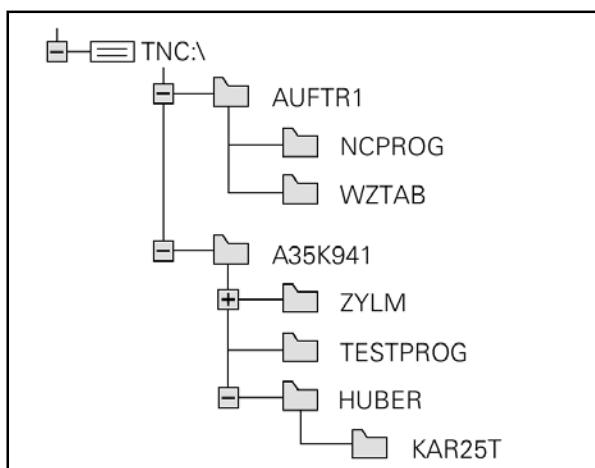 TNC:\
AUFTR1
NCPROG
WZTAB
A35K941
ZYLM
TESTPROG
HUBER
KAR25T